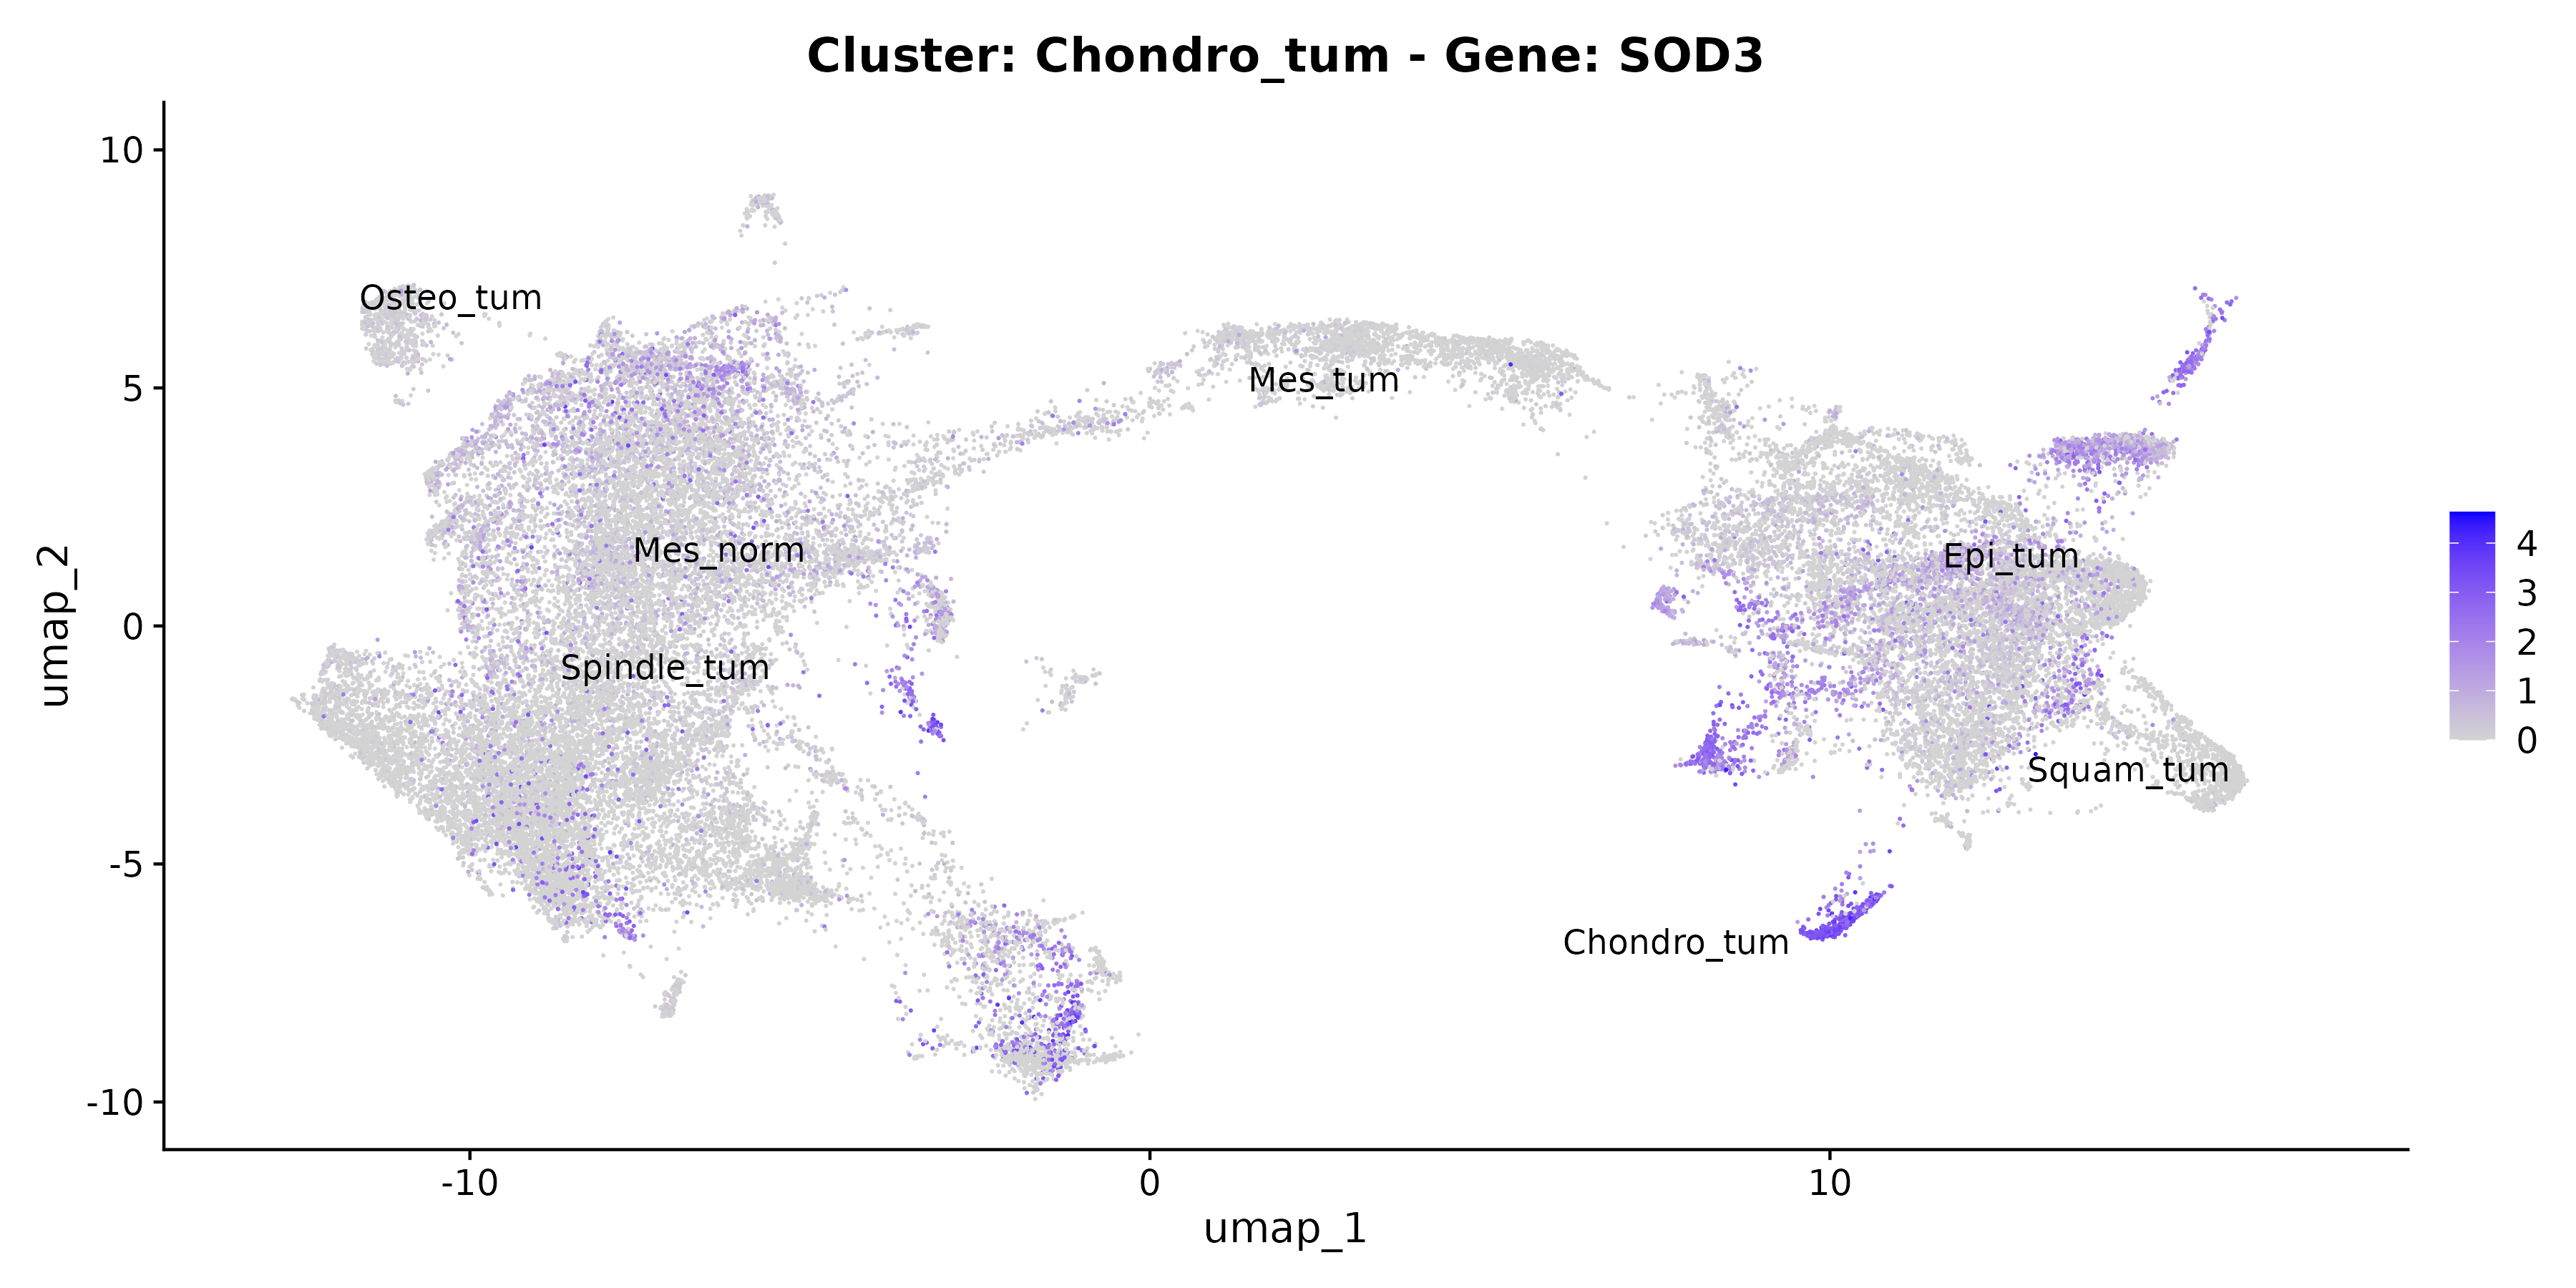 Cluster: Chondro_tum - Gene: SOD3
10
5
0
-5
-10
umap_2
Osteo_tum
Mes_tum
Mes_norm
Epi_tum
Spindle_tum
Squam_tum
Chondro_tum
4
3
2
1
0
-10
0
10
umap_1